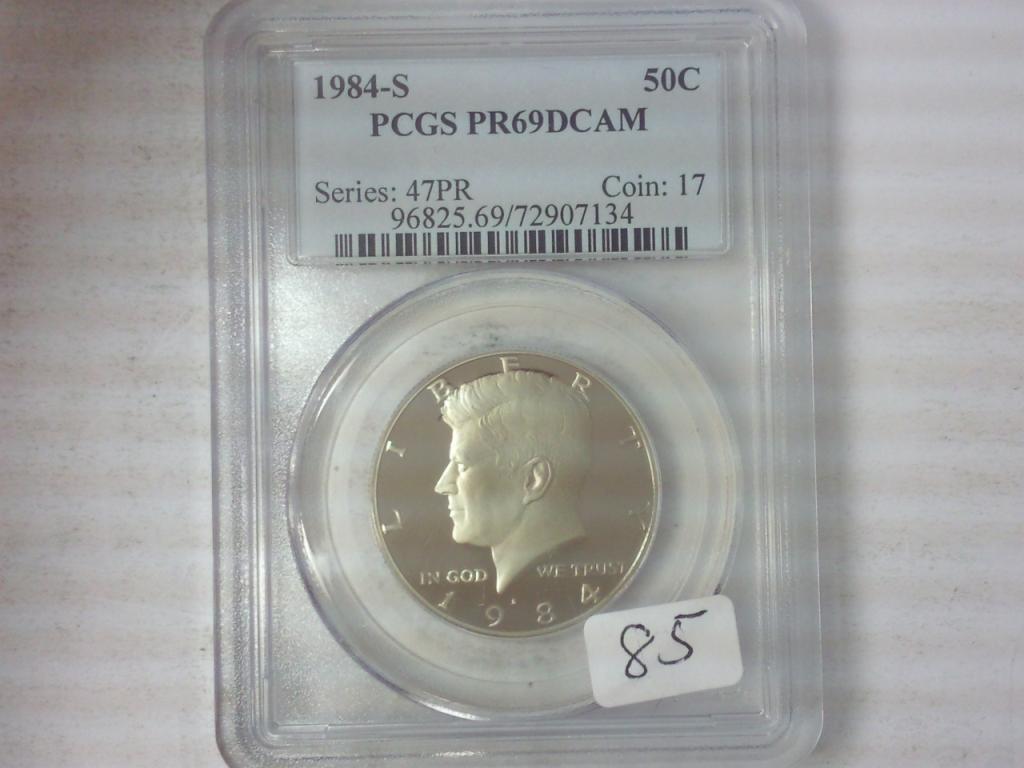 1984-S 50C
PCGS PR69DCAM
Series: 47PR Coin: 17
96825.69/72907134
LIBERTY
IN GOD WE TRUST
1984
85